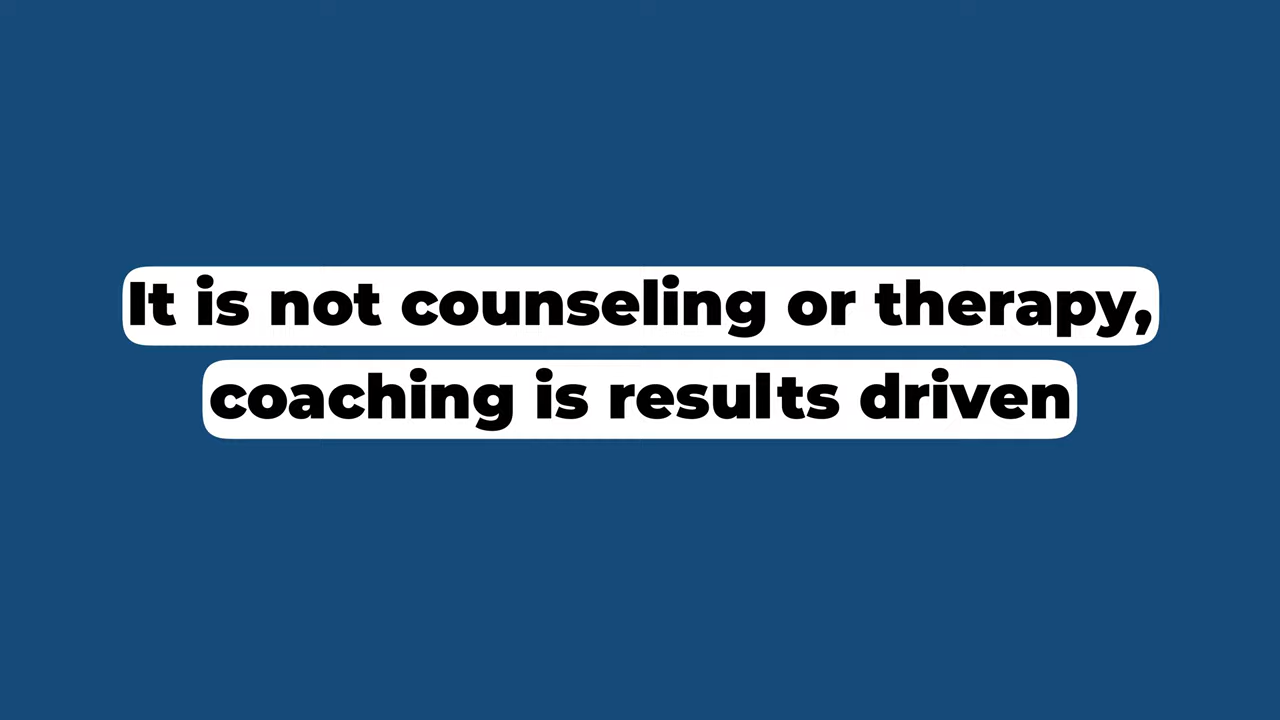 It is not counseling or therapy,
coaching is results driven